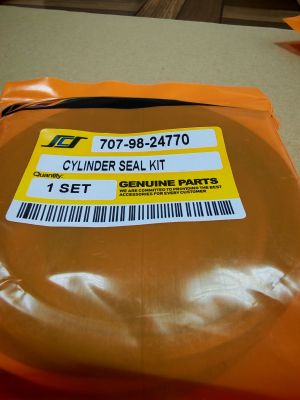 SCT
707-98-24770
CYLINDER SEAL KIT
Quantity:
1 SET
GENUINE PARTS
WE ARE COMMITTED TO PROVIDING THE BEST
ACCESSORIES FOR EVERY CUSTOMER